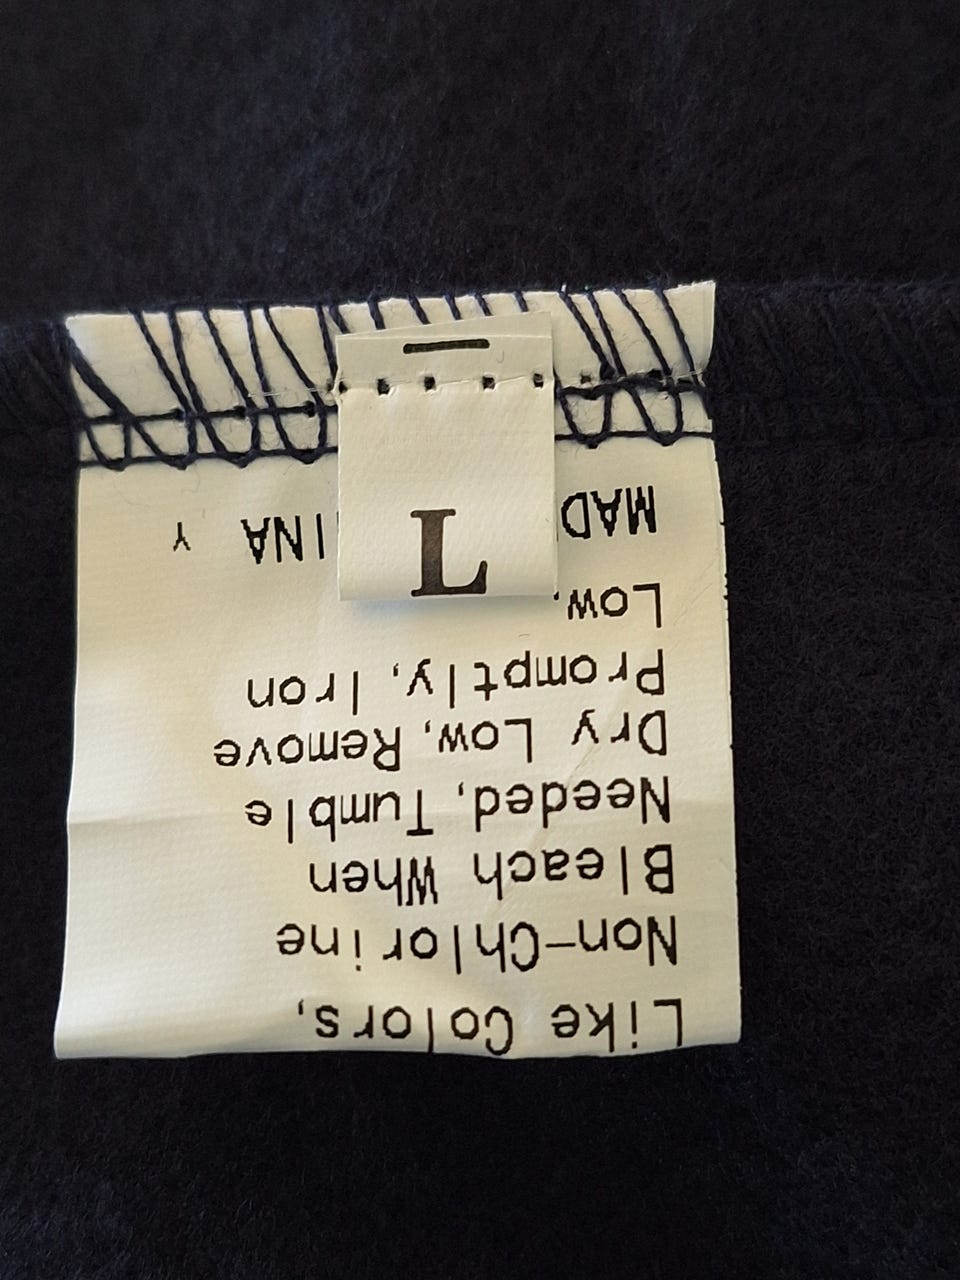 Like Colors,
Non-Chlorine
Bleach When
Needed, Tumble
Dry Low, Remove
Promptly, Iron
Low.
MAD INA Y
L